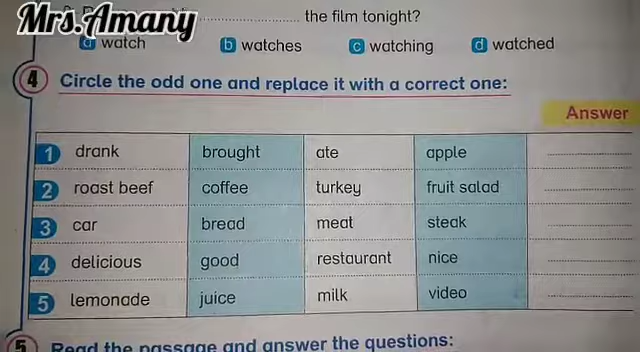 Mrs.Amany
the film tonight?
a watch b watches c watching d watched
4 Circle the odd one and replace it with a correct one:
Answer
1 drank brought ate apple
2 roast beef coffee turkey fruit salad
3 car bread meat steak
4 delicious good restaurant nice
5 lemonade juice milk video
5 Read the passage and answer the questions: